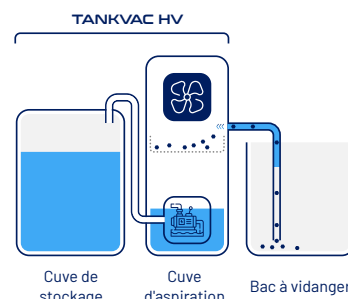 TANKVAC HV
Cuve de
stockage
Cuve
d'aspiration
Bac à vidanger